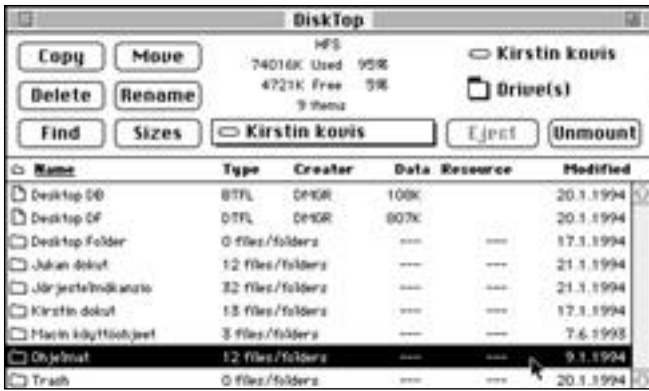 DiskTop
Copy Move
HFS
74016K Used 95%
4721K Free 5%
9 Items
Kirstin kovis
Drive(s)
Delete Rename
Find Sizes
Kirstin kovis
Eject Unmount
Name Type Creator Data Resource Modified
Desktop DB BTFL DMGR 108K 20.1.1994
Desktop DF DTFL DMGR 807K 20.1.1994
Desktop Folder 0 files/folders --- --- 17.1.1994
Jukan dokut 12 files/folders --- --- 21.1.1994
Järjestelmäkansio 32 files/folders --- --- 21.1.1994
Kirstin dokut 13 files/folders --- --- 17.1.1994
Macin käyttöohjeet 3 files/folders --- --- 7.6.1993
Ohjelmat 12 files/folders --- --- 9.1.1994
Trash 0 files/folders --- --- 20.1.1994